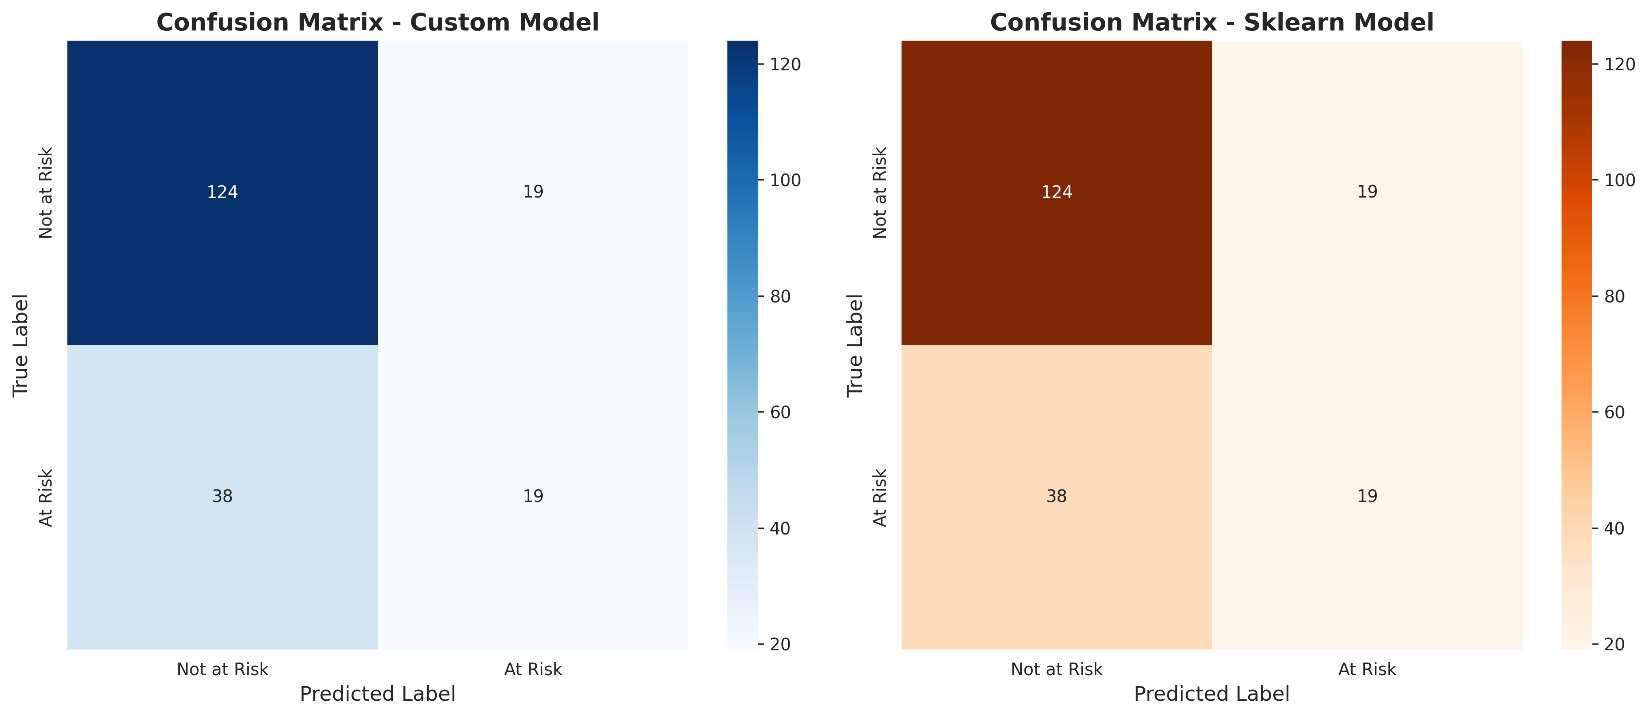 Confusion Matrix - Custom Model
True Label
Not at Risk
At Risk
124
19
38
19
Not at Risk
At Risk
Predicted Label
120
100
80
60
40
20
Confusion Matrix - Sklearn Model
True Label
Not at Risk
At Risk
124
19
38
19
Not at Risk
At Risk
Predicted Label
120
100
80
60
40
20